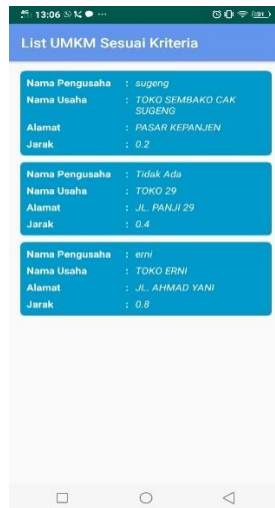 13:06
List UMKM Sesuai Kriteria
Nama Pengusaha : sugeng
Nama Usaha : TOKO SEMBAKO CAK
SUGENG
Alamat : PASAR KEPANJEN
Jarak : 0.2
Nama Pengusaha : Tidak Ada
Nama Usaha : TOKO 29
Alamat : JL. PANJI 29
Jarak : 0.4
Nama Pengusaha : erni
Nama Usaha : TOKO ERNI
Alamat : JL. AHMAD YANI
Jarak : 0.8